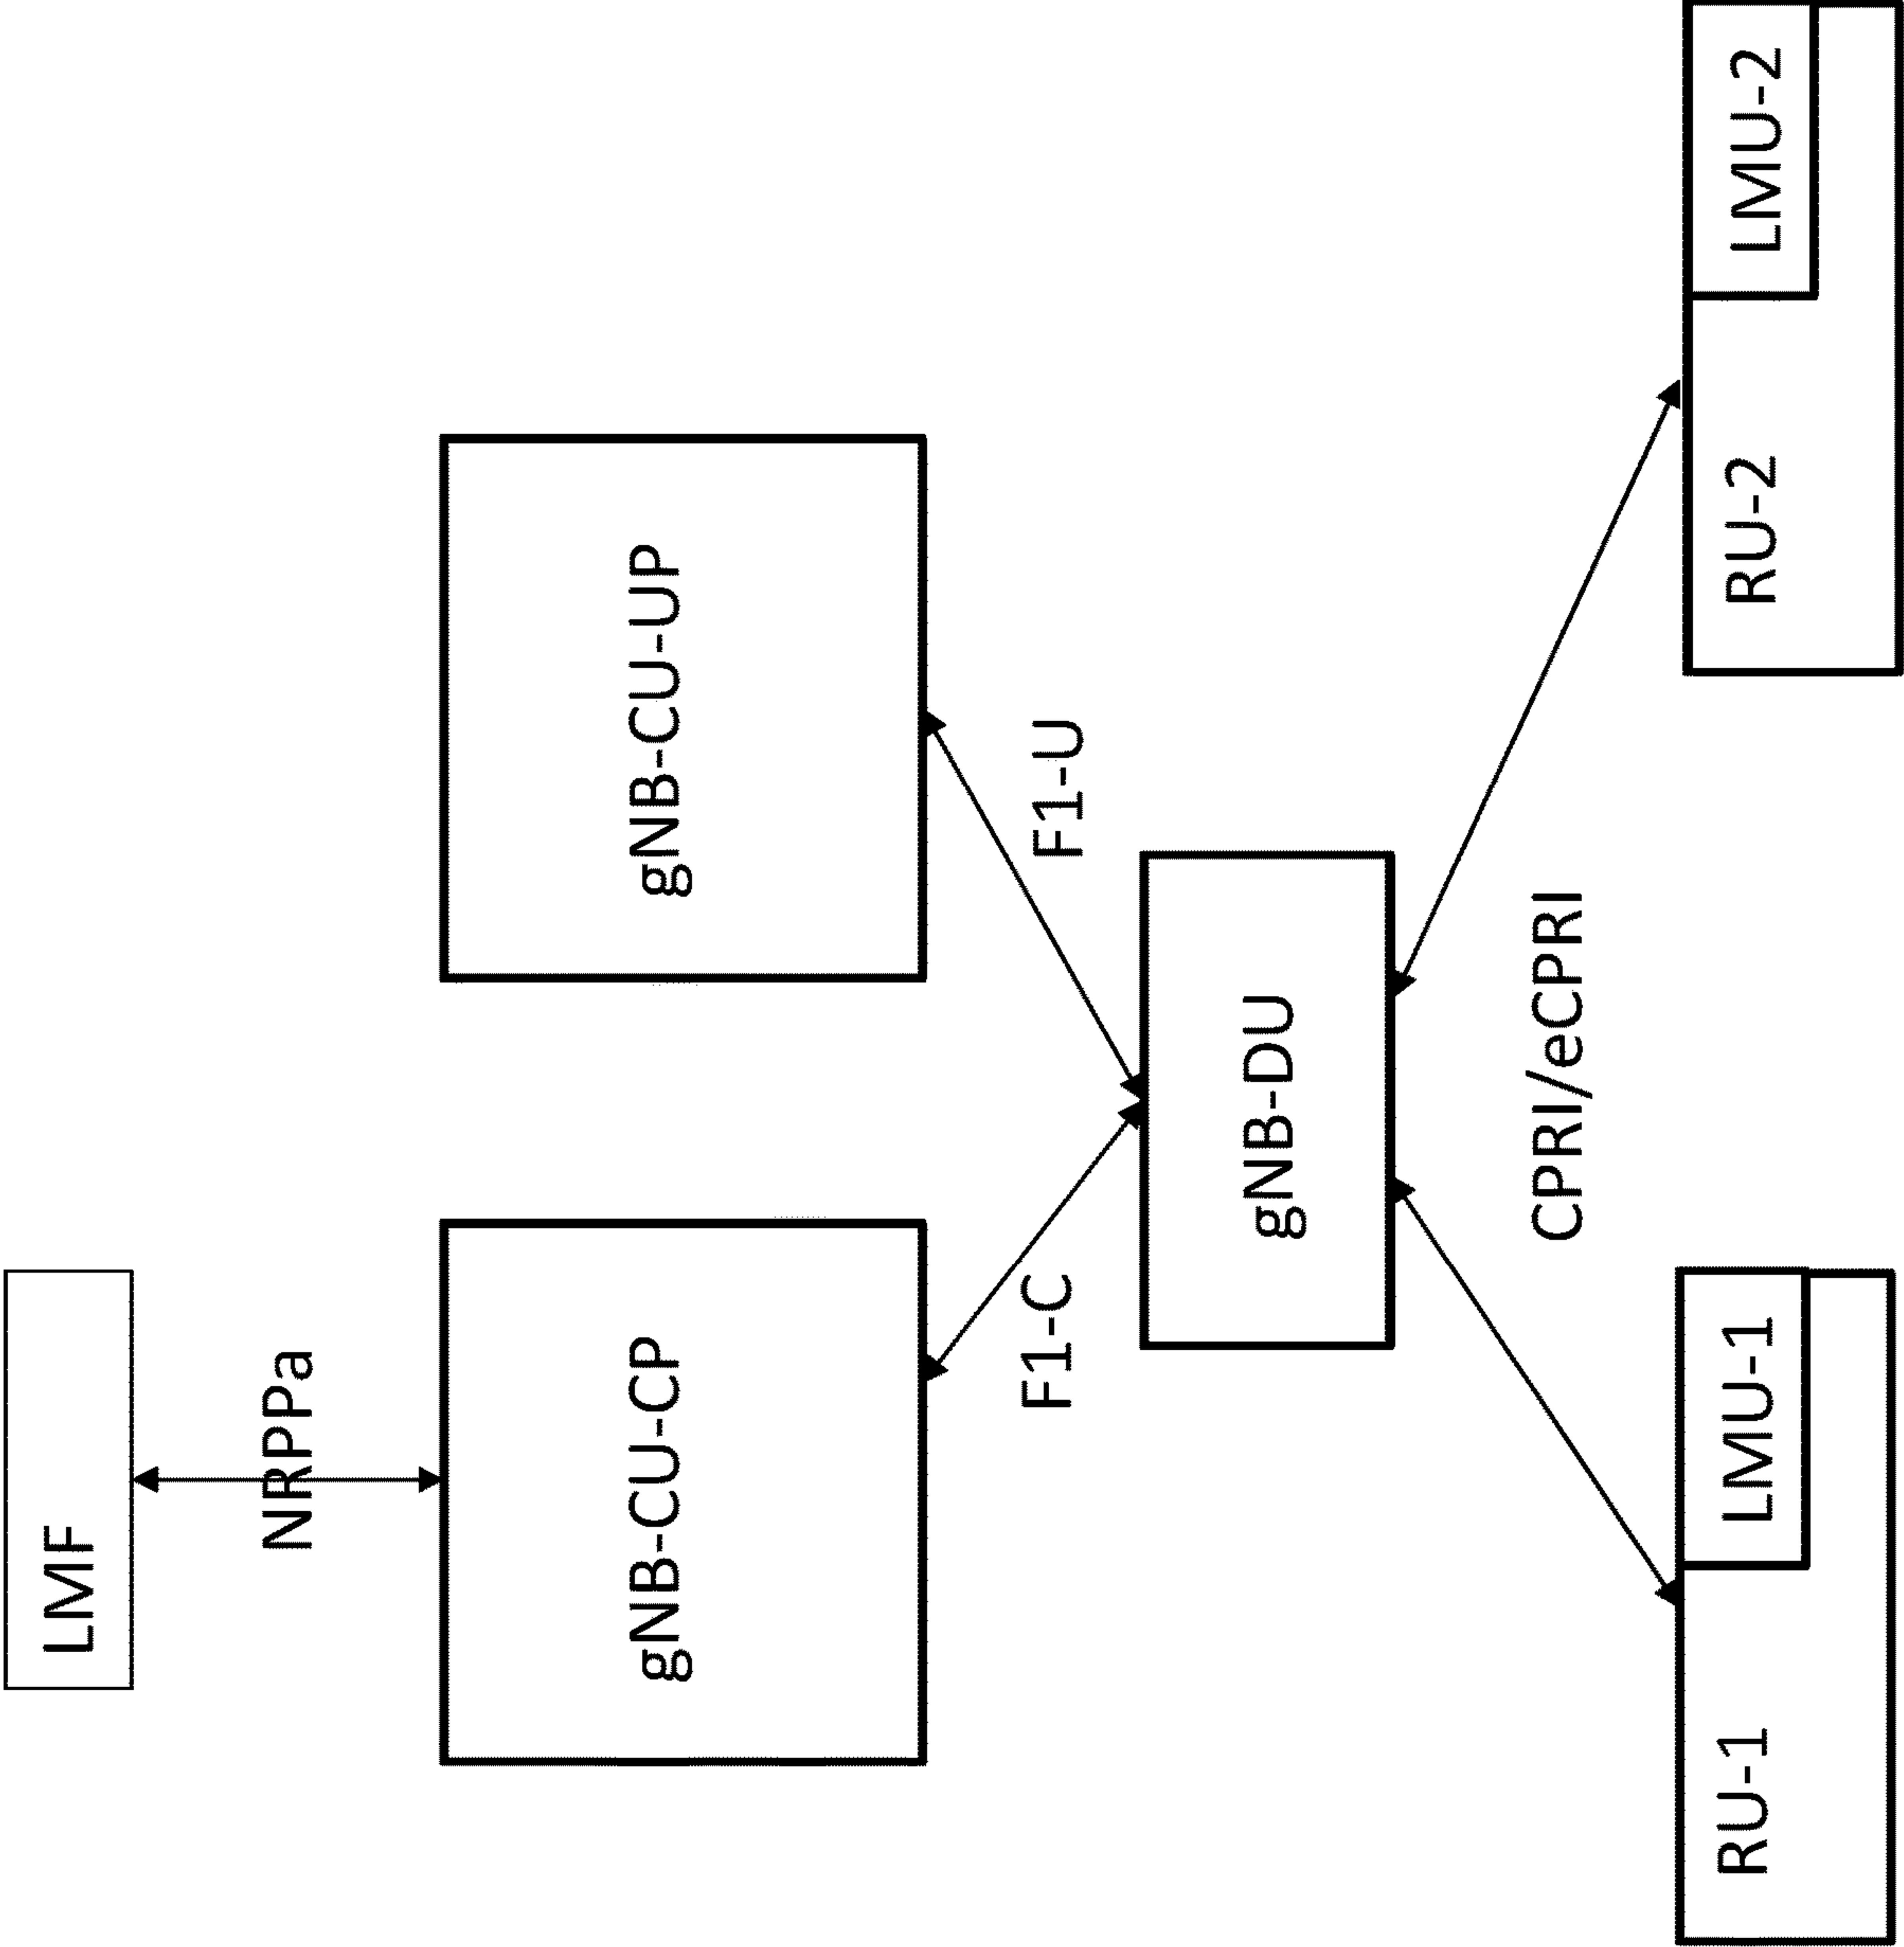 LMF
NRPPa
gNB-CU-CP
gNB-CU-UP
F1-C
F1-U
gNB-DU
CPRI/eCPRI
RU-1
LMU-1
RU-2
LMU-2